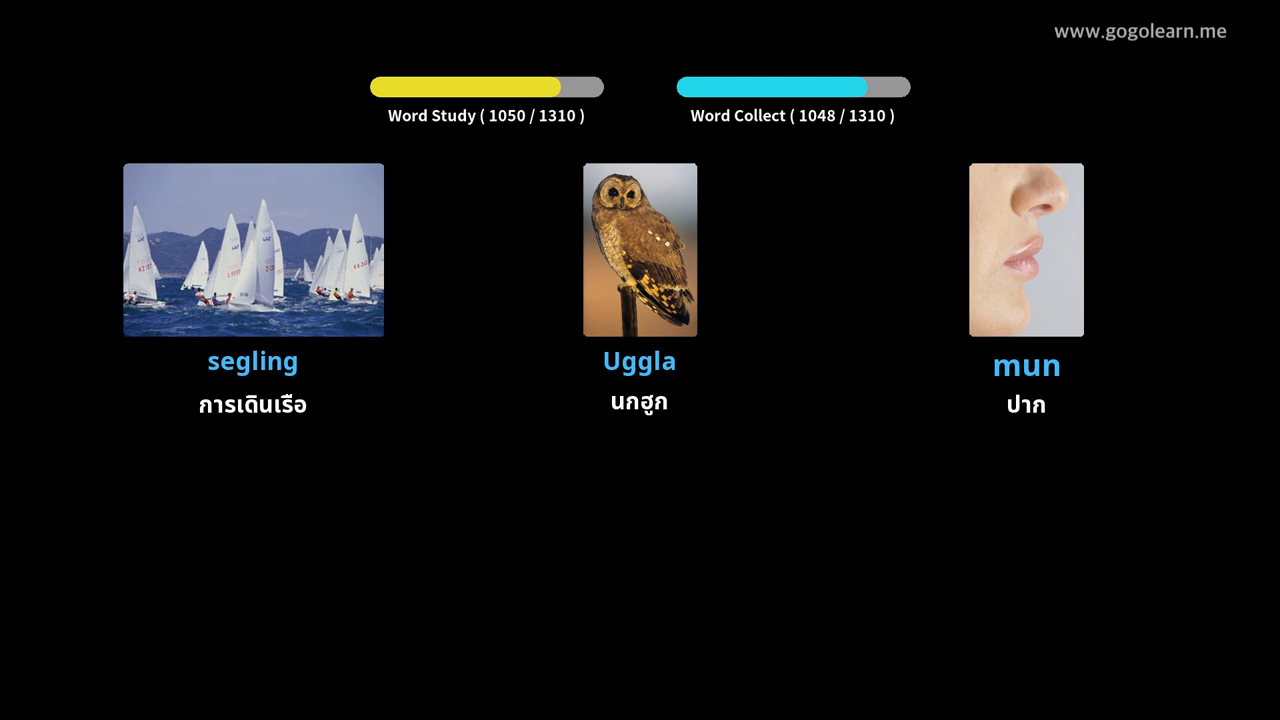 www.gogolearn.me
Word Study ( 1050 / 1310 )
Word Collect ( 1048 / 1310 )
segling
การเดินเรือ
Uggla
นกฮูก
mun
ปาก